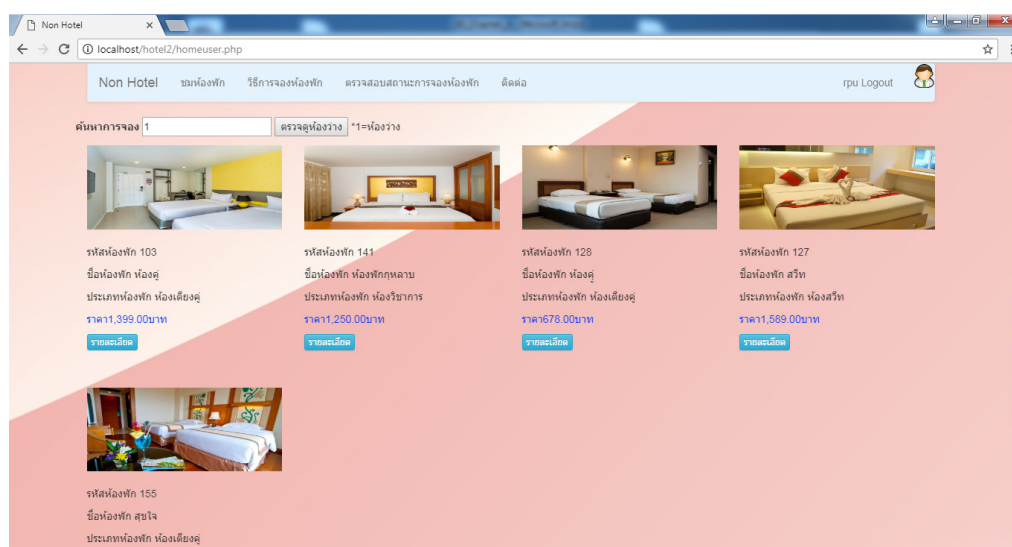 Non Hotel
localhost/hotel2/homeuser.php
Non Hotel ชมห้องพัก วิธีการจองห้องพัก ตรวจสอบสถานะการจองห้องพัก ติดต่อ rpu Logout
ค้นหาการจอง 1 ตรวจดูห้องว่าง *1=ห้องว่าง
รหัสห้องพัก 103
ชื่อห้องพัก ห้องคู่
ประเภทห้องพัก ห้องเตียงคู่
ราคา1,399.00บาท
รายละเอียด
รหัสห้องพัก 141
ชื่อห้องพัก ห้องพักกุหลาบ
ประเภทห้องพัก ห้องวิชาการ
ราคา1,250.00บาท
รายละเอียด
รหัสห้องพัก 128
ชื่อห้องพัก ห้องคู่
ประเภทห้องพัก ห้องเตียงคู่
ราคา678.00บาท
รายละเอียด
รหัสห้องพัก 127
ชื่อห้องพัก สวีท
ประเภทห้องพัก ห้องสวีท
ราคา1,589.00บาท
รายละเอียด
รหัสห้องพัก 155
ชื่อห้องพัก สุขใจ
ประเภทห้องพัก ห้องเตียงคู่